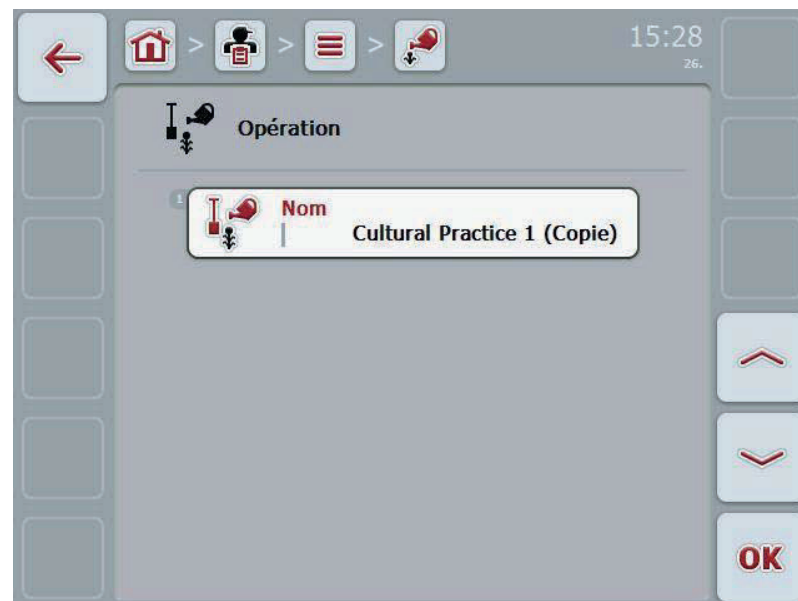 > > >
15:28
26.
Opération
1
Nom
Cultural Practice 1 (Copie)
OK